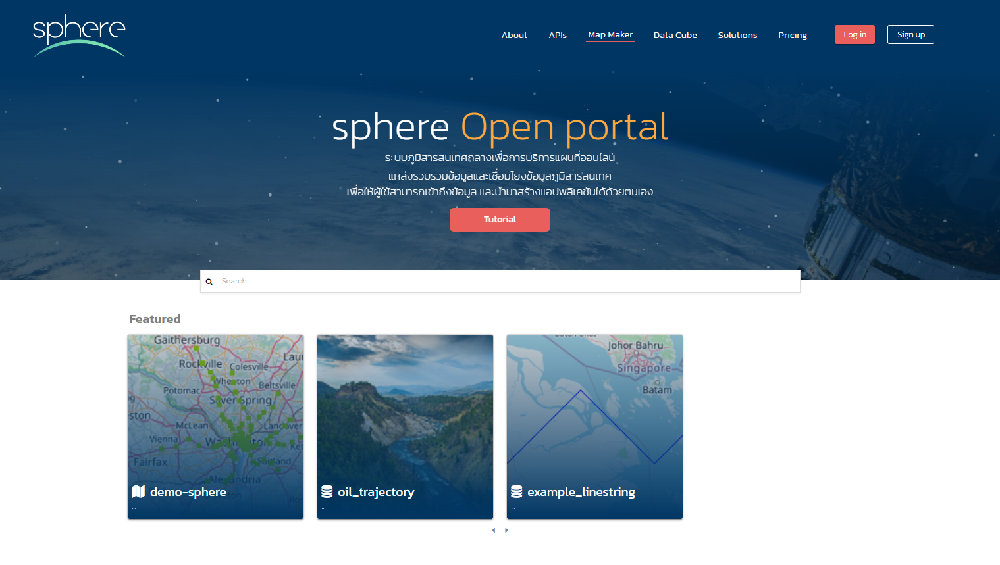 sphere
About
APIs
Map Maker
Data Cube
Solutions
Pricing
Log in
Sign up
sphere Open portal
ระบบภูมิสารสนเทศกลางเพื่อการบริการแผนที่ออนไลน์
แหล่งรวบรวมข้อมูลและเชื่อมโยงข้อมูลภูมิสารสนเทศ
เพื่อให้ผู้ใช้สามารถเข้าถึงข้อมูล และนำมาสร้างแอปพลิเคชันได้ด้วยตนเอง
Tutorial
Search
Featured
Gaithersburg
Rockville
Colesville
Wheaton
Beltsville
Potomac
Silver Spring
McLean
Vienna
Washington
Fairfax
Alexandria
demo-sphere
...
oil_trajectory
...
Johor Bahru
Singapore
Batam
example_linestring
...